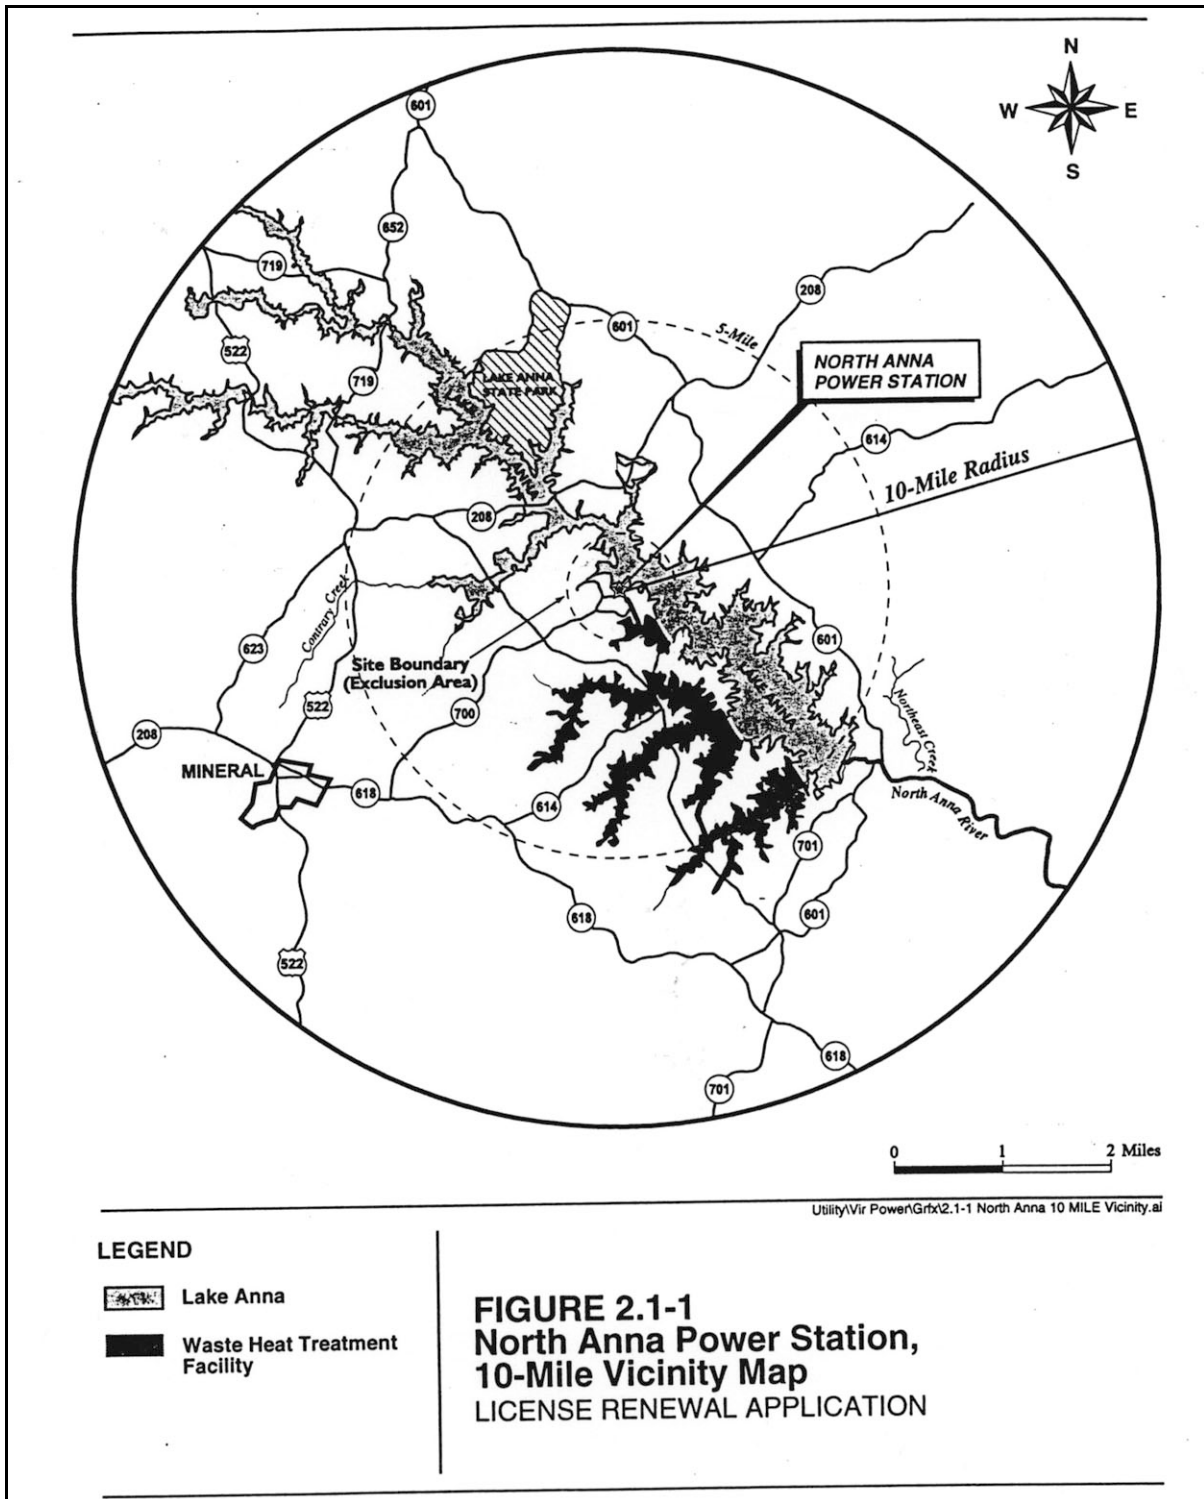 N
W E
S
601
652
719
208
522
601
5-Mile
NORTH ANNA
POWER STATION
LAKE ANNA
STATE PARK
719
614
10-Mile Radius
208
Contrary Creek
623
601
Site Boundary
(Exclusion Area)
522
700
Northeast Creek
208
MINERAL
618
614
North Anna River
701
601
618
522
618
701
0 1 2 Miles
Utility\Vir Power\Grfx\2.1-1 North Anna 10 MILE Vicinity.ai
LEGEND
Lake Anna
Waste Heat Treatment
Facility
FIGURE 2.1-1
North Anna Power Station,
10-Mile Vicinity Map
LICENSE RENEWAL APPLICATION